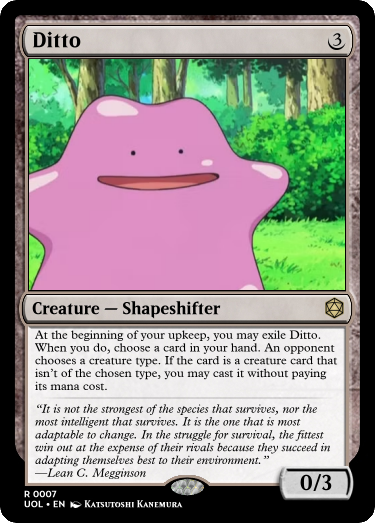 Ditto
3
Creature — Shapeshifter
At the beginning of your upkeep, you may exile Ditto.
When you do, choose a card in your hand. An opponent
chooses a creature type. If the card is a creature card that
isn't of the chosen type, you may cast it without paying
its mana cost.
“It is not the strongest of the species that survives, nor the
most intelligent that survives. It is the one that is most
adaptable to change. In the struggle for survival, the fittest
win out at the expense of their rivals because they succeed in
adapting themselves best to their environment.”
—Lean C. Megginson
0/3
R 0007
UOL • EN Katsutoshi Kanemura